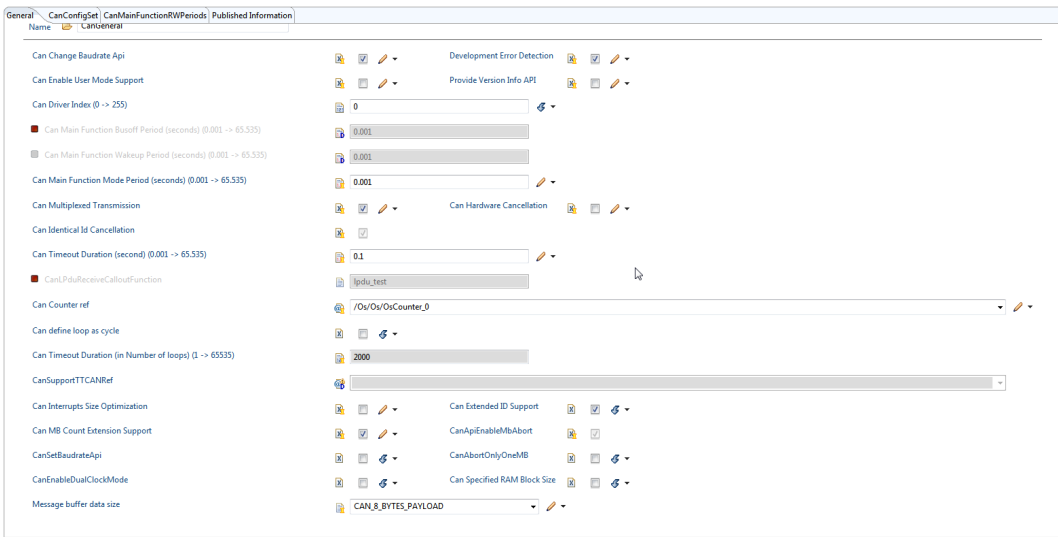 General CanConfigSet CanMainFunctionRWPeriods Published Information
Name CanGeneral
Can Change Baudrate Api Development Error Detection
Can Enable User Mode Support Provide Version Info API
Can Driver Index (0 -> 255) 0
Can Main Function Busoff Period (seconds) (0.001 -> 65.535) 0.001
Can Main Function Wakeup Period (seconds) (0.001 -> 65.535) 0.001
Can Main Function Mode Period (seconds) (0.001 -> 65.535) 0.001
Can Multiplexed Transmission Can Hardware Cancellation
Can Identical Id Cancellation
Can Timeout Duration (second) (0.001 -> 65.535) 0.1
CanLPduReceiveCalloutFunction lpdu_test
Can Counter ref /Os/Os/OsCounter_0
Can define loop as cycle
Can Timeout Duration (in Number of loops) (1 -> 65535) 2000
CanSupportTTCANRef
Can Interrupts Size Optimization Can Extended ID Support
Can MB Count Extension Support CanApiEnableMbAbort
CanSetBaudrateApi CanAbortOnlyOneMB
CanEnableDualClockMode Can Specified RAM Block Size
Message buffer data size CAN_8_BYTES_PAYLOAD